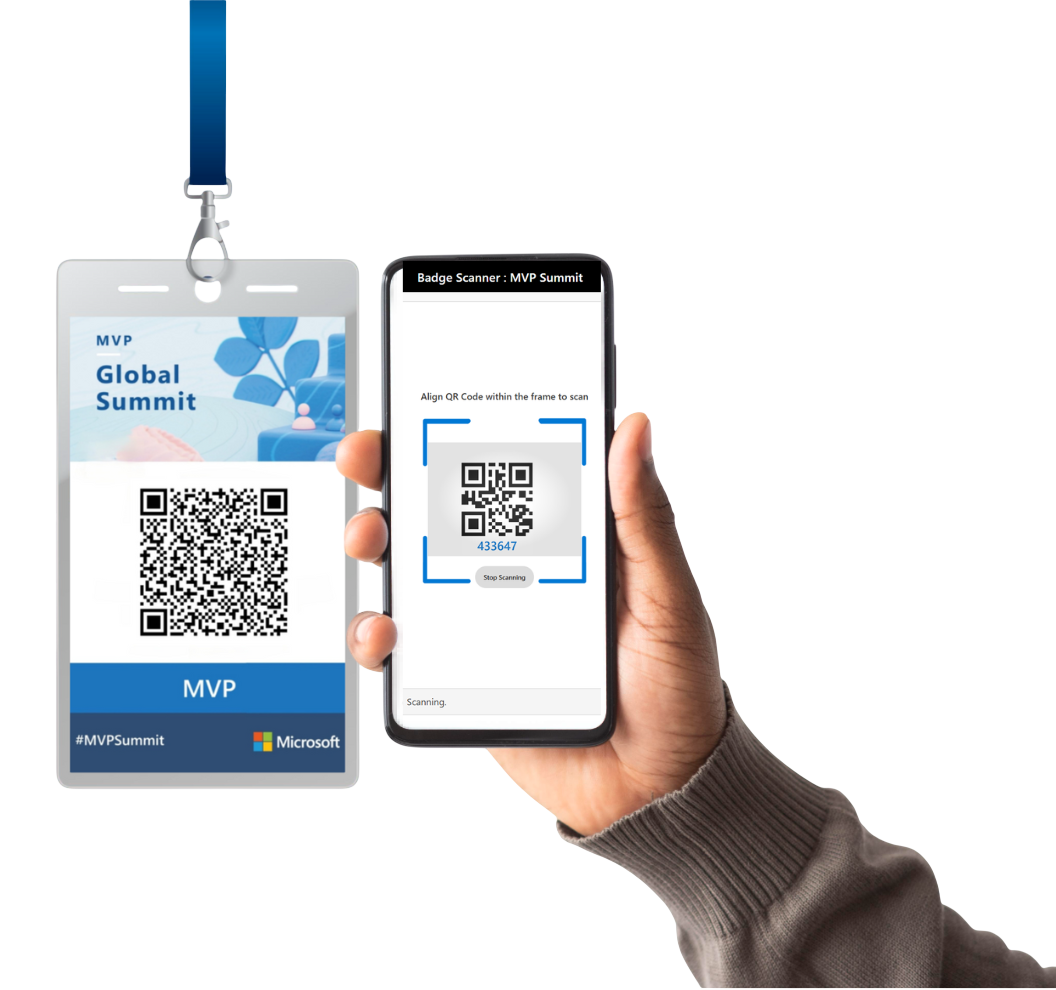 MVP
Global
Summit
MVP
#MVPSummit
Microsoft
Badge Scanner : MVP Summit
Align QR Code within the frame to scan
433647
Stop Scanning
Scanning.